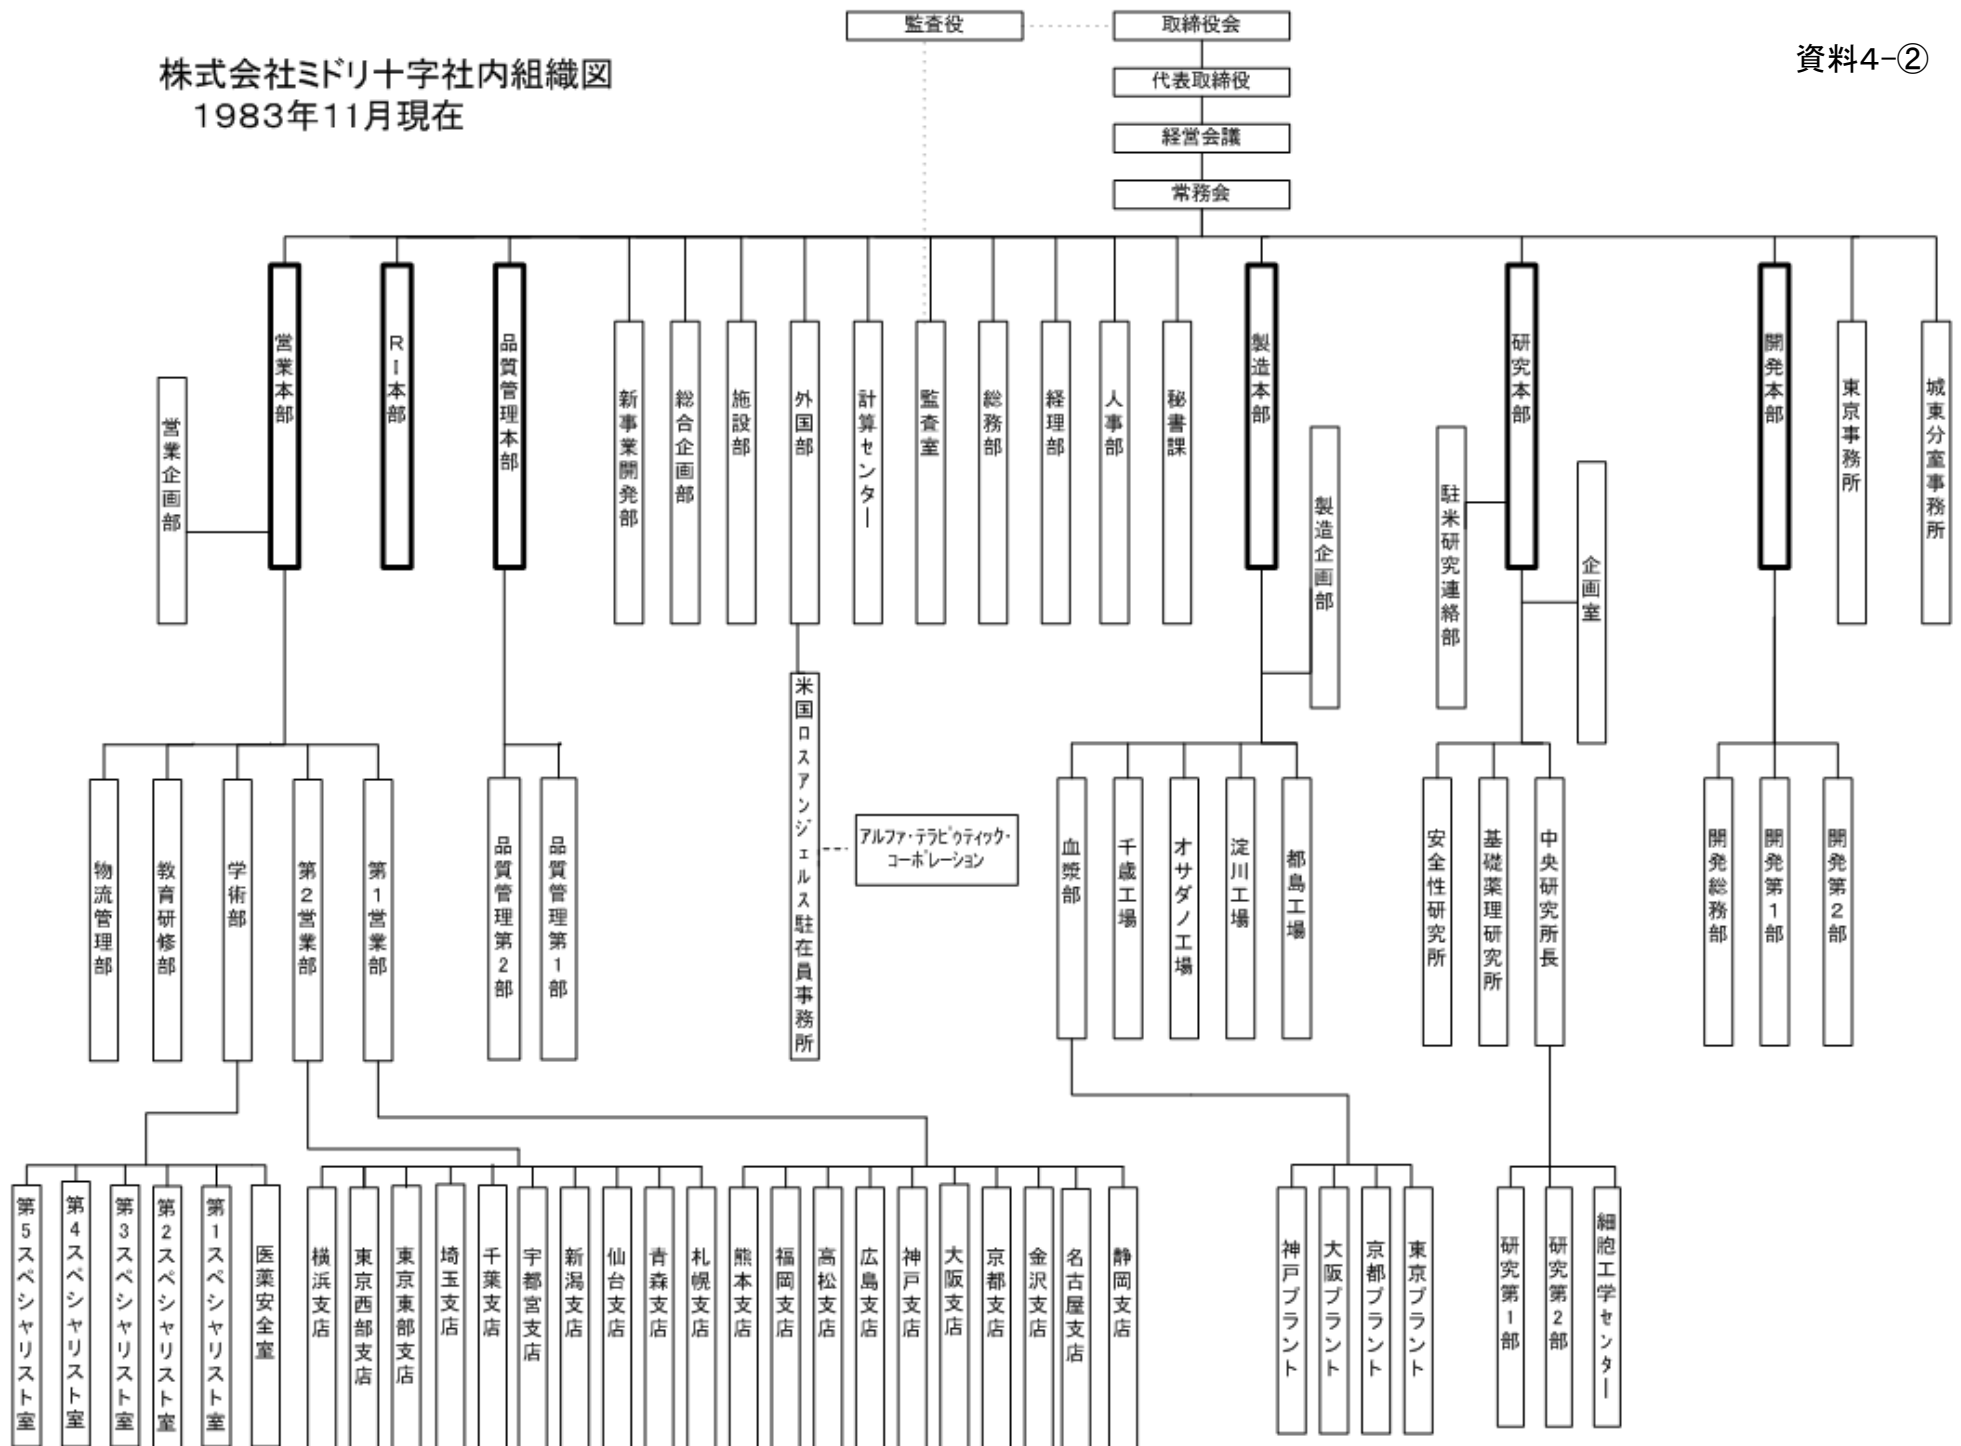 監査役
取締役会
資料4-②
株式会社ミドリ十字社内組織図
1983年11月現在
代表取締役
経営会議
常務会
営業本部
RI本部
品質管理本部
新事業開発部
総合企画部
施設部
外国部
計算センター
監査室
総務部
経理部
人事部
秘書課
製造本部
研究本部
開発本部
東京事務所
城東分室事務所
営業企画部
製造企画部
駐米研究連絡部
企画室
米国ロスアンジェルス駐在員事務所
アルファ・テラピゥティック・
コーポレーション
物流管理部
教育研修部
学術部
第2営業部
第1営業部
品質管理第2部
品質管理第1部
血漿部
千歳工場
オサダノ工場
淀川工場
都島工場
安全性研究所
基礎薬理研究所
中央研究所長
開発総務部
開発第1部
開発第2部
第5スペシャリスト室
第4スペシャリスト室
第3スペシャリスト室
第2スペシャリスト室
第1スペシャリスト室
医薬安全室
横浜支店
東京西部支店
東京東部支店
埼玉支店
千葉支店
宇都宮支店
新潟支店
仙台支店
青森支店
札幌支店
熊本支店
福岡支店
高松支店
広島支店
神戸支店
大阪支店
京都支店
金沢支店
名古屋支店
静岡支店
神戸プラント
大阪プラント
京都プラント
東京プラント
研究第1部
研究第2部
細胞工学センター